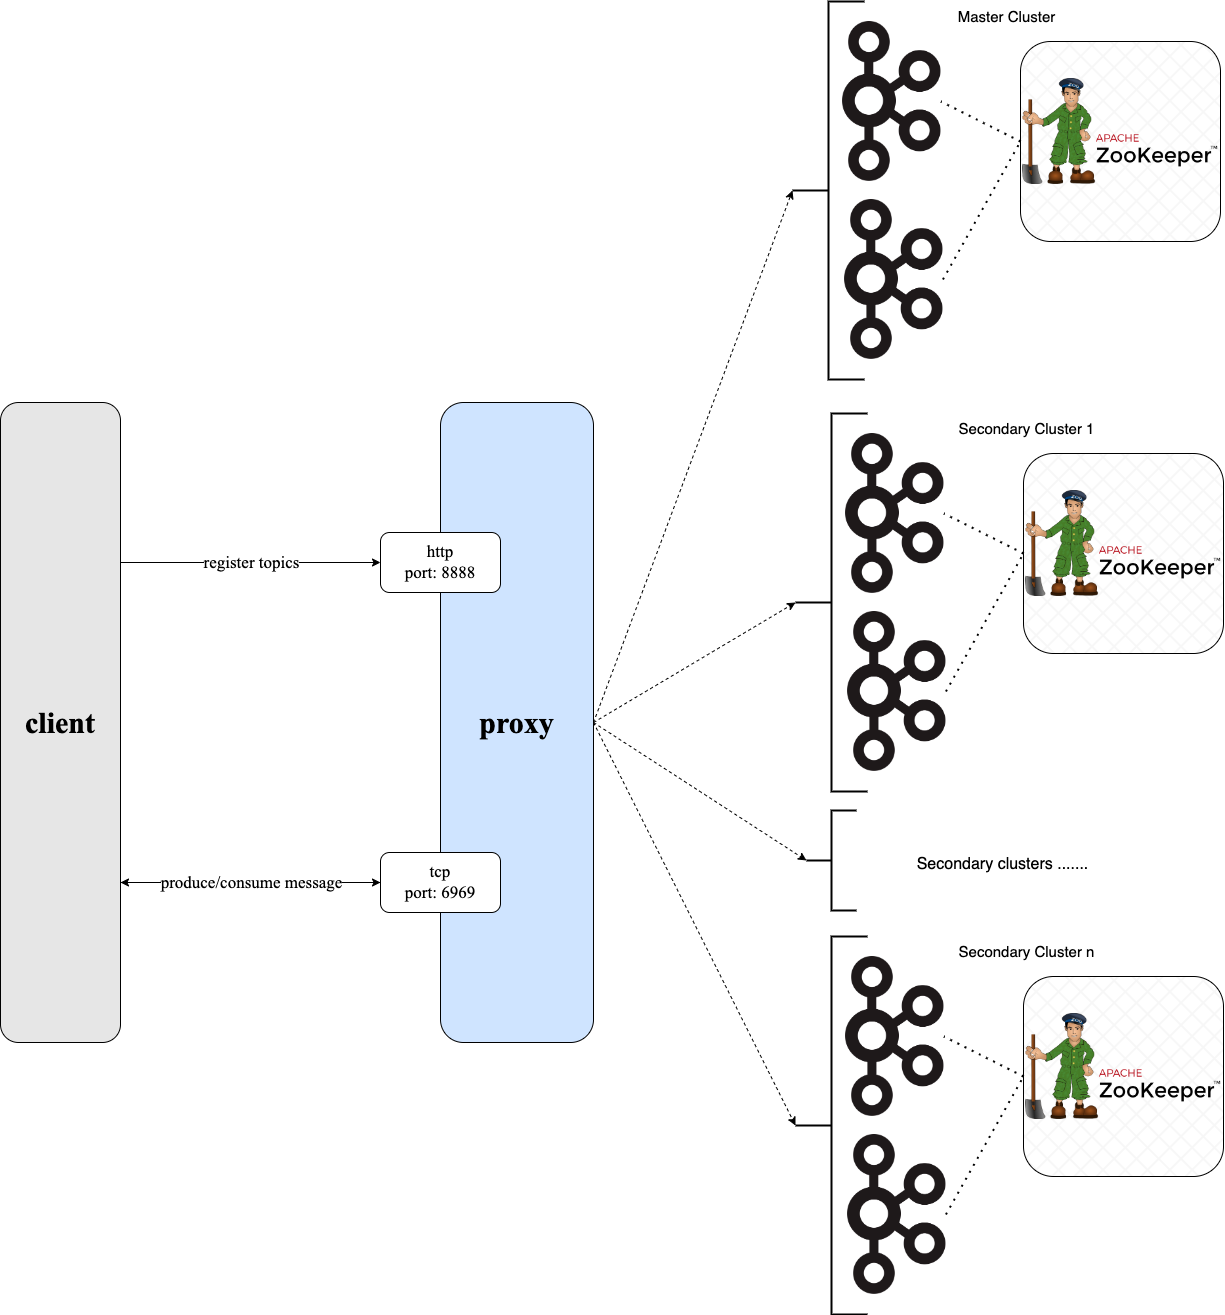 Master Cluster
APACHE
ZooKeeper™
Secondary Cluster 1
APACHE
ZooKeeper™
client
register topics
http
port: 8888
proxy
produce/consume message
tcp
port: 6969
Secondary clusters .......
Secondary Cluster n
APACHE
ZooKeeper™